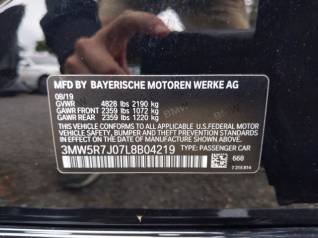 MFD BY BAYERISCHE MOTOREN WERKE AG
08/19
GVWR 4828 lbs 2190 kg
GAWR FRONT 2359 lbs 1072 kg
GAWR REAR 2359 lbs 1220 kg
THIS VEHICLE CONFORMS TO ALL APPLICABLE U.S.FEDERAL MOTOR
VEHICLE SAFETY, BUMPER, AND THEFT PREVENTION STANDARDS IN
EFFECT ON THE DATE OF MANUFACTURE SHOWN ABOVE.
3MW5R7J07L8B04219 TYPE: PASSENGER CAR
668